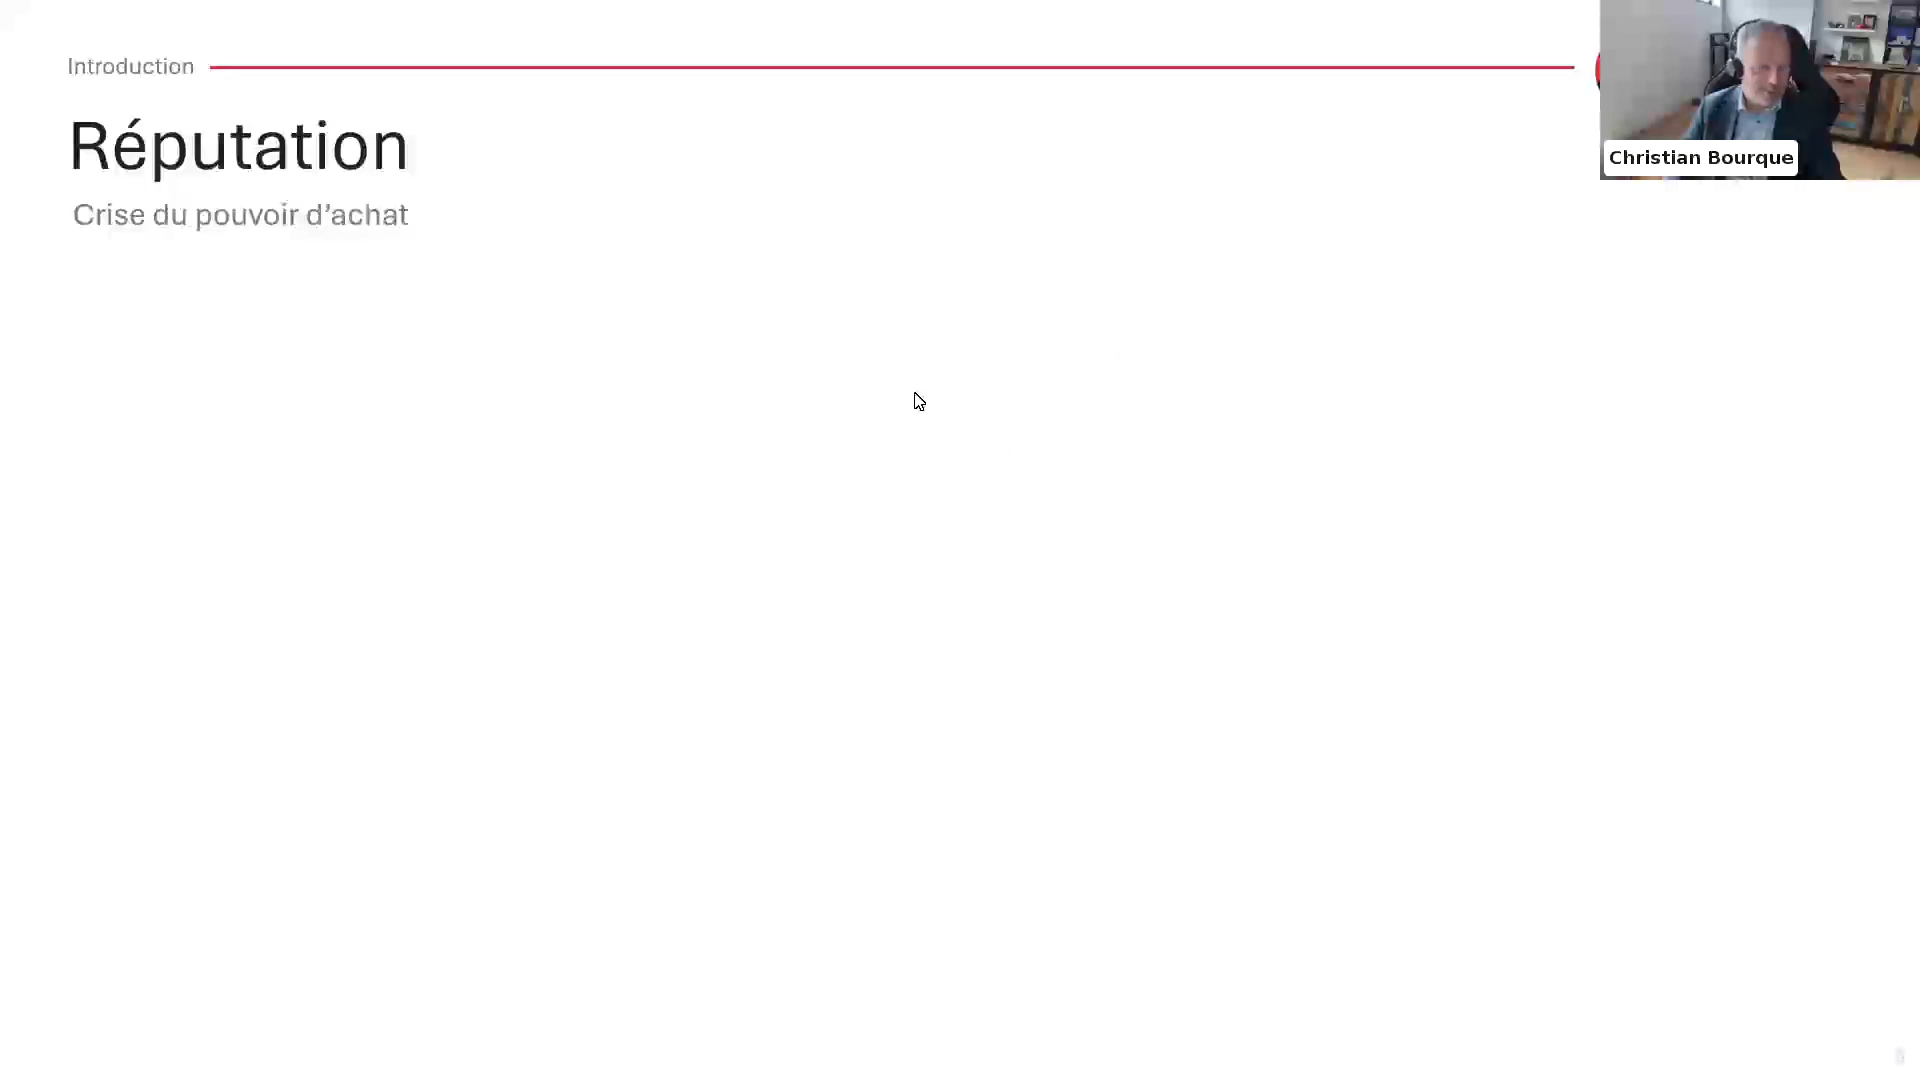 Introduction
Réputation
Crise du pouvoir d’achat
Christian Bourque